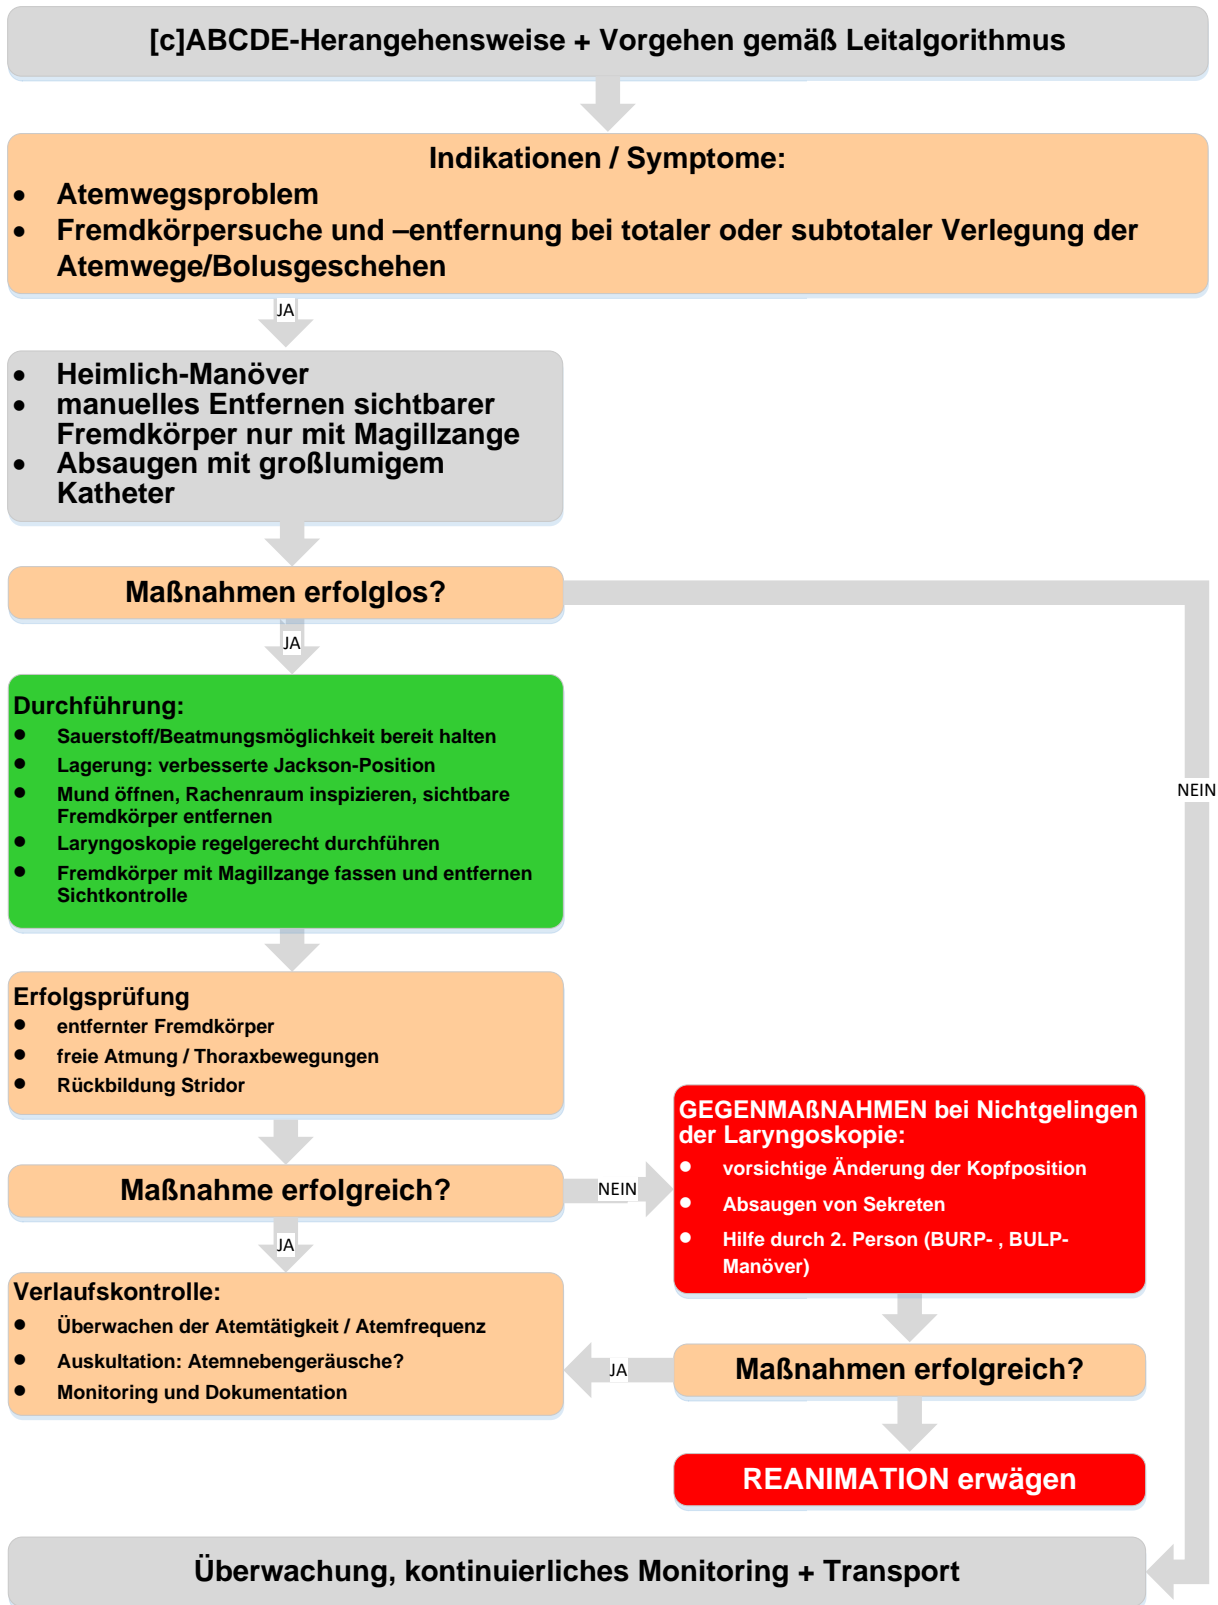 [c]ABCDE-Herangehensweise + Vorgehen gemäß Leitalgorithmus
Indikationen / Symptome:
• Atemwegsproblem
• Fremdkörpersuche und –entfernung bei totaler oder subtotaler Verlegung der
Atemwege/Bolusgeschehen
JA
• Heimlich-Manöver
• manuelles Entfernen sichtbarer
Fremdkörper nur mit Magillzange
• Absaugen mit großlumigem
Katheter
Maßnahmen erfolglos?
JA
NEIN
Durchführung:
• Sauerstoff/Beatmungsmöglichkeit bereit halten
• Lagerung: verbesserte Jackson-Position
• Mund öffnen, Rachenraum inspizieren, sichtbare
Fremdkörper entfernen
• Laryngoskopie regelgerecht durchführen
• Fremdkörper mit Magillzange fassen und entfernen
Sichtkontrolle
Erfolgsprüfung
• entfernter Fremdkörper
• freie Atmung / Thoraxbewegungen
• Rückbildung Stridor
Maßnahme erfolgreich?
NEIN
GEGENMAßNAHMEN bei Nichtgelingen
der Laryngoskopie:
• vorsichtige Änderung der Kopfposition
• Absaugen von Sekreten
• Hilfe durch 2. Person (BURP- , BULP-
Manöver)
JA
Verlaufskontrolle:
• Überwachen der Atemtätigkeit / Atemfrequenz
• Auskultation: Atemnebengeräusche?
• Monitoring und Dokumentation
JA
Maßnahmen erfolgreich?
REANIMATION erwägen
Überwachung, kontinuierliches Monitoring + Transport